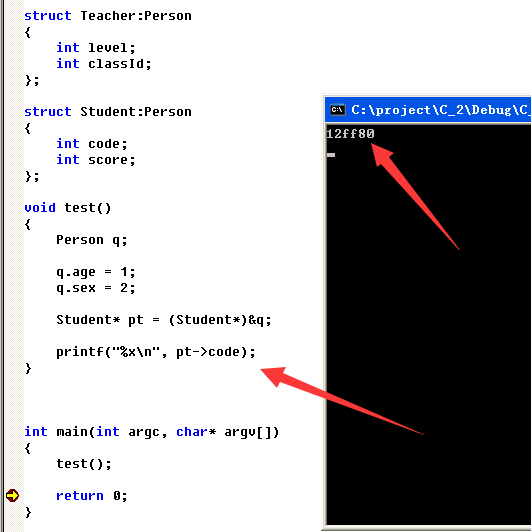 struct Teacher:Person
{
    int level;
    int classId;
};
struct Student:Person
{
    int code;
    int score;
};
void test()
{
    Person q;
    q.age = 1;
    q.sex = 2;
    Student* pt = (Student*)&q;
    printf("%x\n", pt->code);
}
int main(int argc, char* argv[])
{
    test();
    return 0;
}
C:\project\C_2\Debug\C_
12ff80